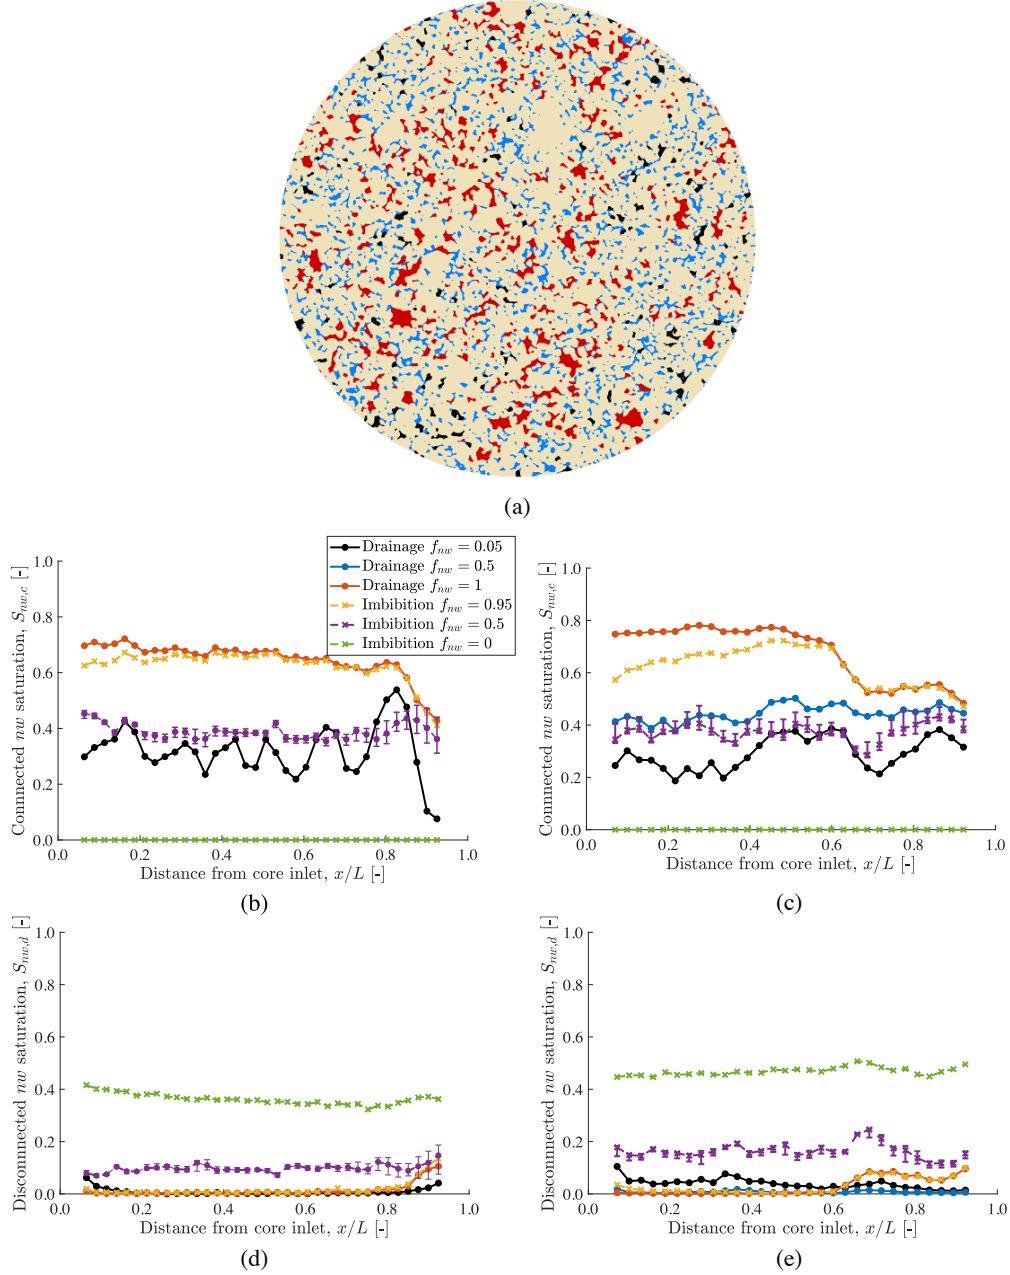 (a)
Drainage f_nw = 0.05
Drainage f_nw = 0.5
Drainage f_nw = 1
Imbibition f_nw = 0.95
Imbibition f_nw = 0.5
Imbibition f_nw = 0
Connnected nw saturation, S_nw,c [-]
1.0
0.8
0.6
0.4
0.2
0.0
0.0 0.2 0.4 0.6 0.8 1.0
Distance from core inlet, x/L [-]
(b)
Connnected nw saturation, S_nw,c [-]
1.0
0.8
0.6
0.4
0.2
0.0
0.0 0.2 0.4 0.6 0.8 1.0
Distance from core inlet, x/L [-]
(c)
Disconnnected nw saturation, S_nw,d [-]
1.0
0.8
0.6
0.4
0.2
0.0
0.0 0.2 0.4 0.6 0.8 1.0
Distance from core inlet, x/L [-]
(d)
Disconnnected nw saturation, S_nw,d [-]
1.0
0.8
0.6
0.4
0.2
0.0
0.0 0.2 0.4 0.6 0.8 1.0
Distance from core inlet, x/L [-]
(e)